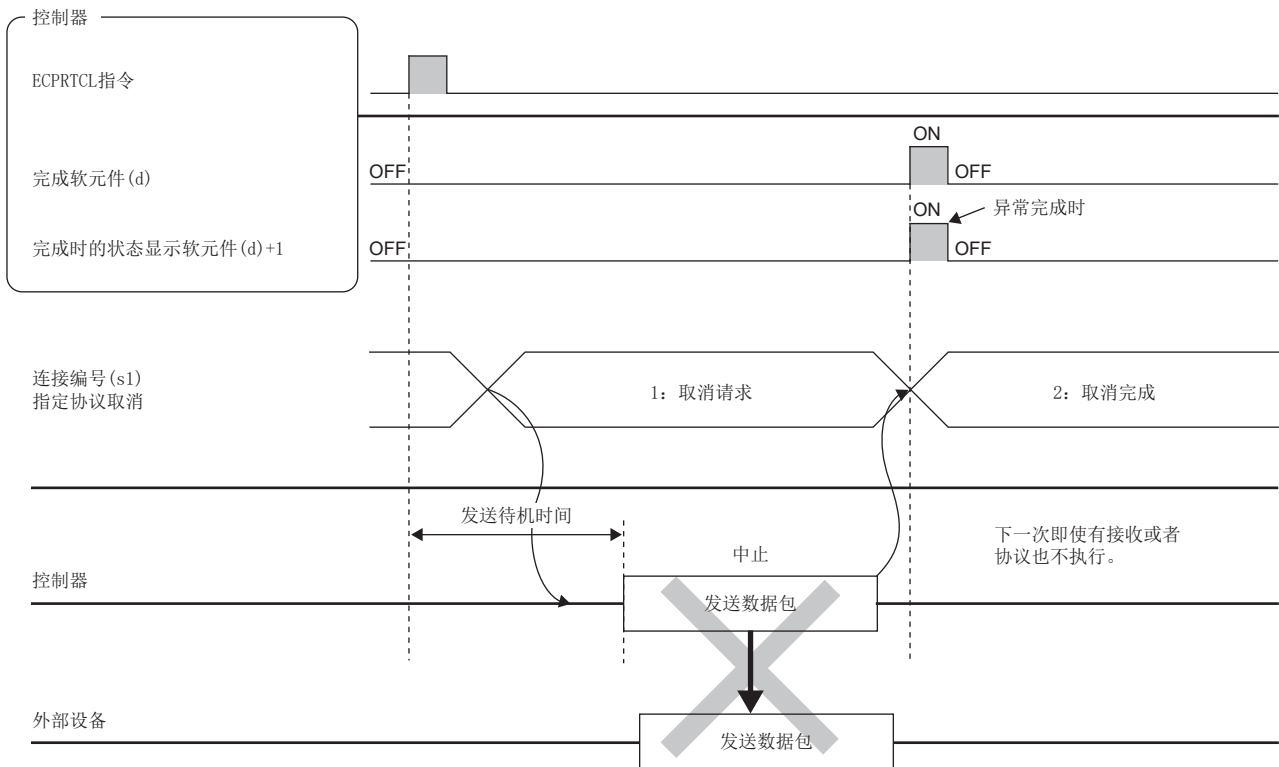 控制器
ECPRTCL指令
ON
完成软元件(d)
OFF
OFF
ON
异常完成时
完成时的状态显示软元件(d)+1
OFF
OFF
连接编号(s1)
指定协议取消
1: 取消请求
2: 取消完成
发送待机时间
下一次即使有接收或者
协议也不执行。
中止
控制器
发送数据包
外部设备
发送数据包